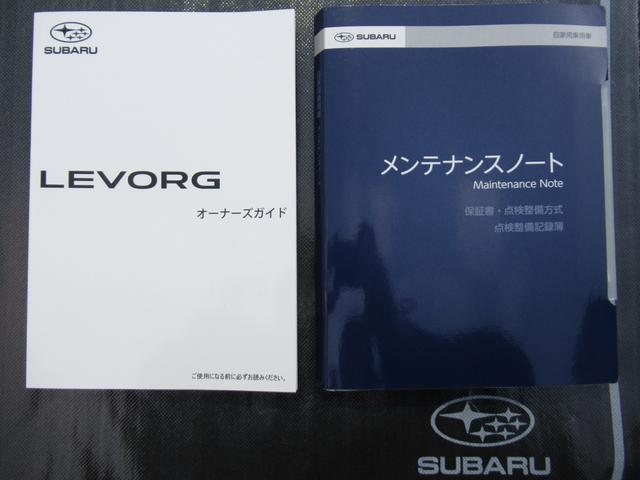 SUBARU
LEVORG
オーナーズガイド
ご使用になる前に必ずお読みください。
SUBARU
自家用乗用車
メンテナンスノート
Maintenance Note
保証書・点検整備方式
点検整備記録簿
SUBARU